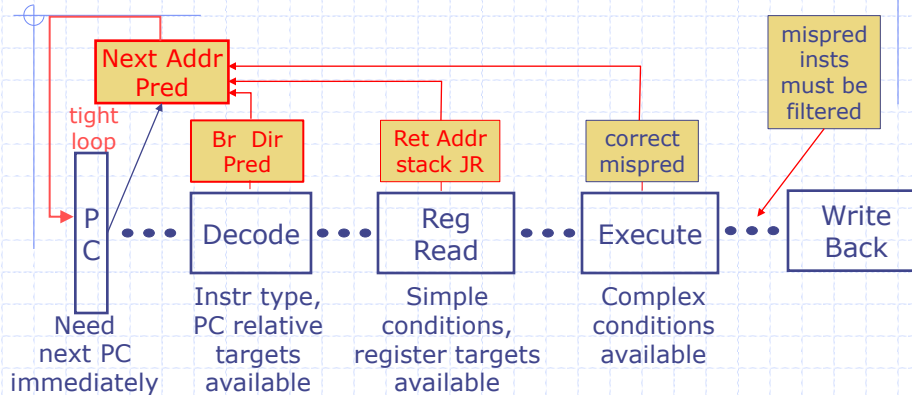 Next Addr
Pred
mispred
insts
must be
filtered
tight
loop
Br Dir
Pred
Ret Addr
stack JR
correct
mispred
P
C
Decode
Reg
Read
Execute
Write
Back
Need
next PC
immediately
Instr type,
PC relative
targets
available
Simple
conditions,
register targets
available
Complex
conditions
available